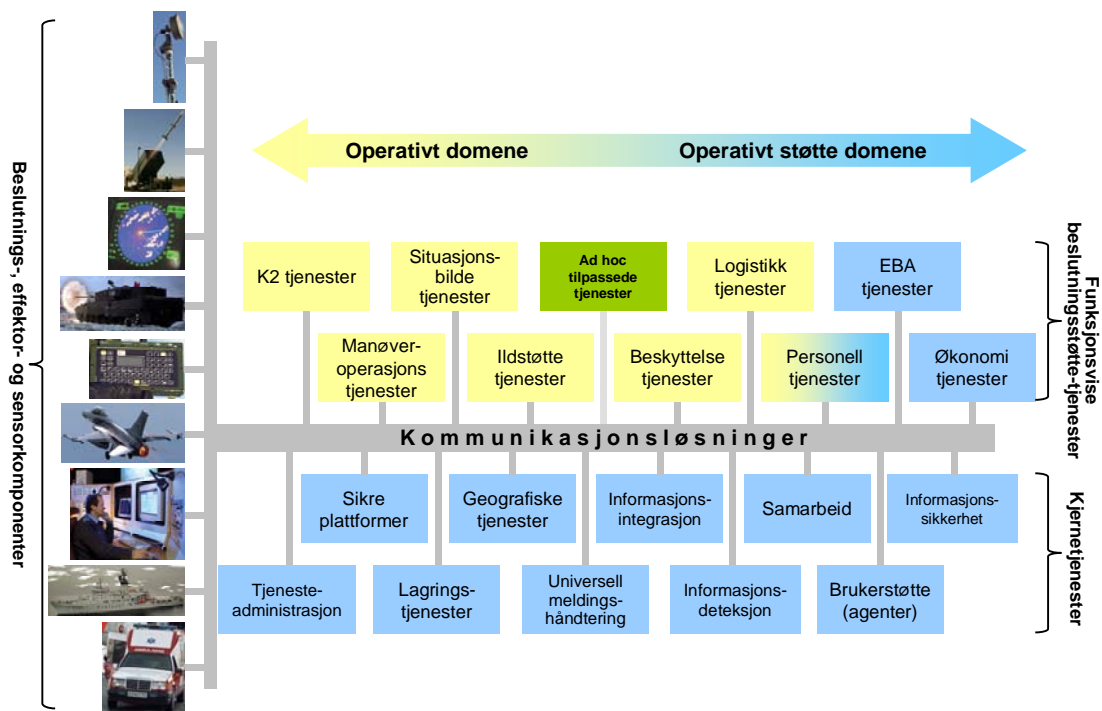 Beslutnings-, effektor- og sensorkomponenter
Operativt domene
Operativt støtte domene
K2 tjenester
Situasjons-
bilde
tjenester
Ad hoc
tilpassede
tjenester
Logistikk
tjenester
EBA
tjenester
Manøver-
operasjons
tjenester
Ildstøtte
tjenester
Beskyttelse
tjenester
Personell
tjenester
Økonomi
tjenester
Funksjonsvise
beslutningsstøtte-tjenester
Kommunikasjonsløsninger
Sikre
plattformer
Geografiske
tjenester
Informasjons-
integrasjon
Samarbeid
Informasjons-
sikkerhet
Tjeneste-
administrasjon
Lagrings-
tjenester
Universell
meldings-
håndtering
Informasjons-
deteksjon
Brukerstøtte
(agenter)
Kjernetjenester